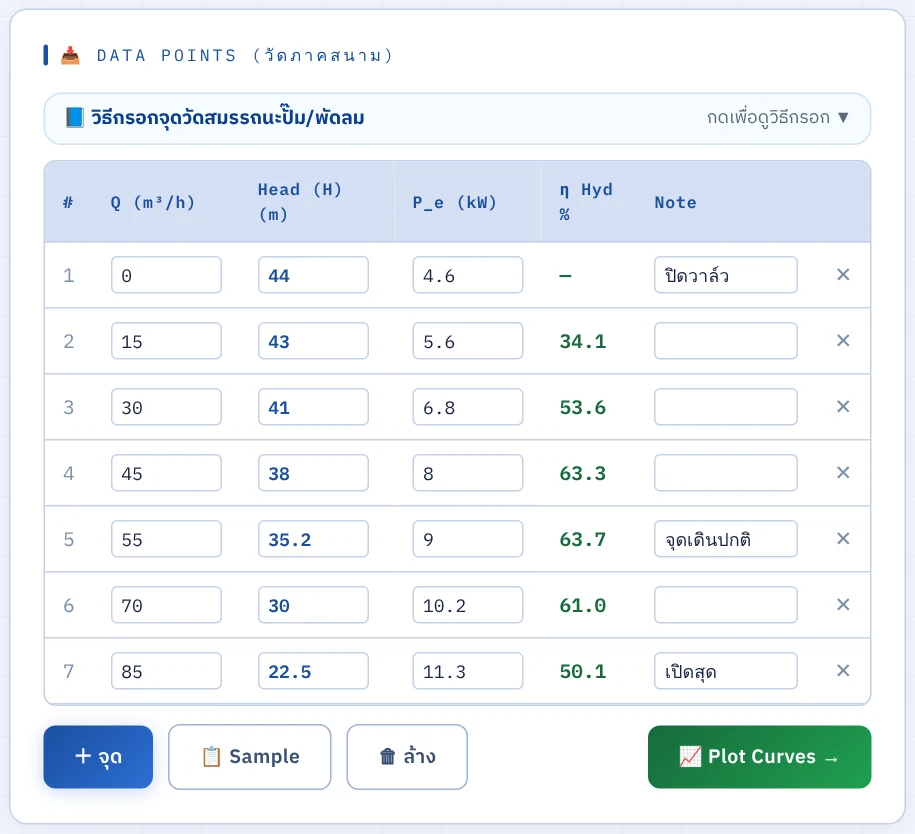 📥 DATA POINTS (วัดภาคสนาม)
📘 วิธีกรอกจุดวัดสมรรถนะปั๊ม/พัดลม กดเพื่อดูวิธีกรอก ▼
# Q (m³/h) Head (H) (m) P_e (kW) η Hyd % Note
1 0 44 4.6 — ปิดวาล์ว ✕
2 15 43 5.6 34.1 ✕
3 30 41 6.8 53.6 ✕
4 45 38 8 63.3 ✕
5 55 35.2 9 63.7 จุดเดินปกติ ✕
6 70 30 10.2 61.0 ✕
7 85 22.5 11.3 50.1 เปิดสุด ✕
+ จุด 📋 Sample 🗑 ล้าง 📈 Plot Curves →